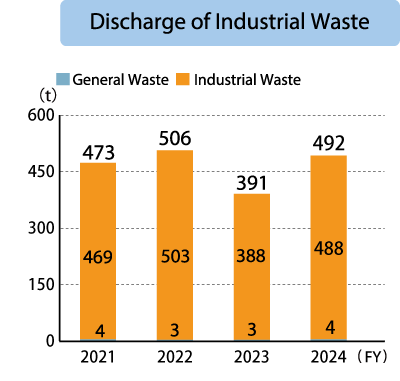 Discharge of Industrial Waste
General Waste Industrial Waste
(t)
600
450
300
150
0
473 506 391 492
469 503 388 488
4 3 3 4
2021 2022 2023 2024 (FY)